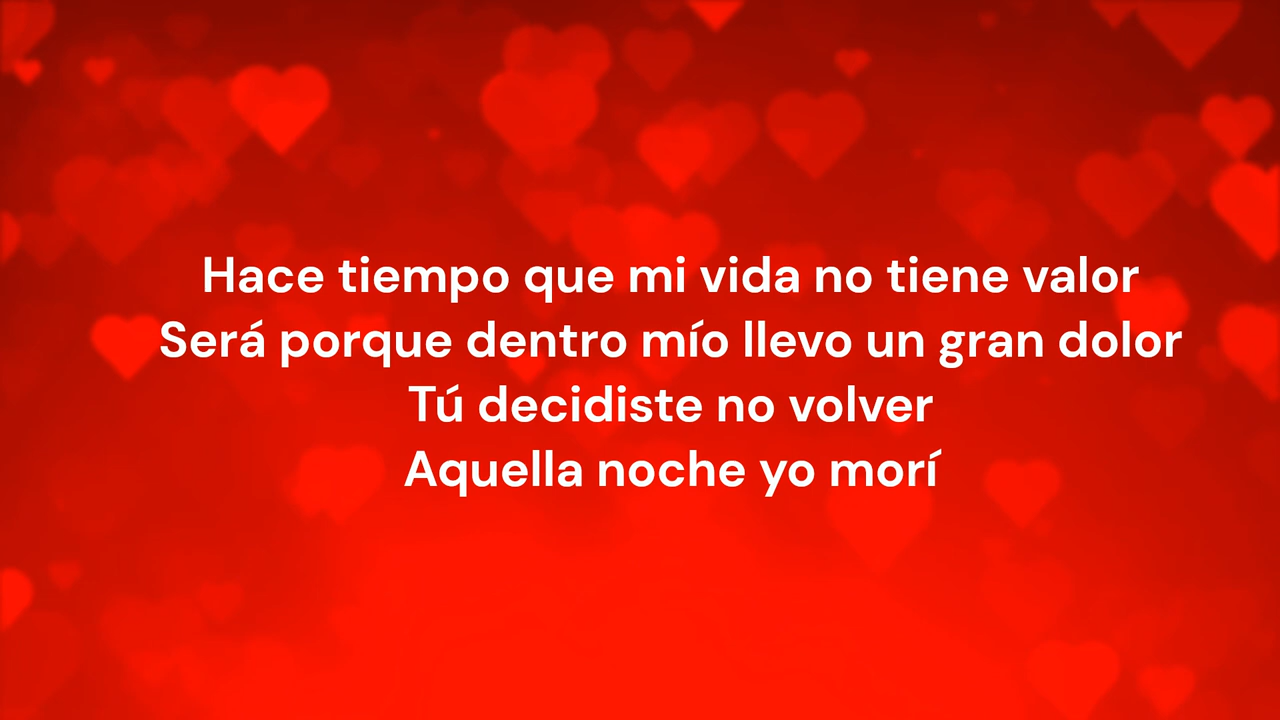 Hace tiempo que mi vida no tiene valor
Será porque dentro mío llevo un gran dolor
Tú decidiste no volver
Aquella noche yo morí